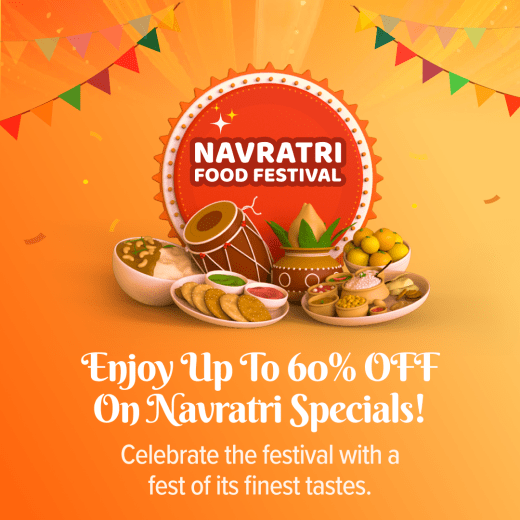 NAVRATRI
FOOD FESTIVAL
Enjoy Up To 60% OFF
On Navratri Specials!
Celebrate the festival with a
fest of its finest tastes.